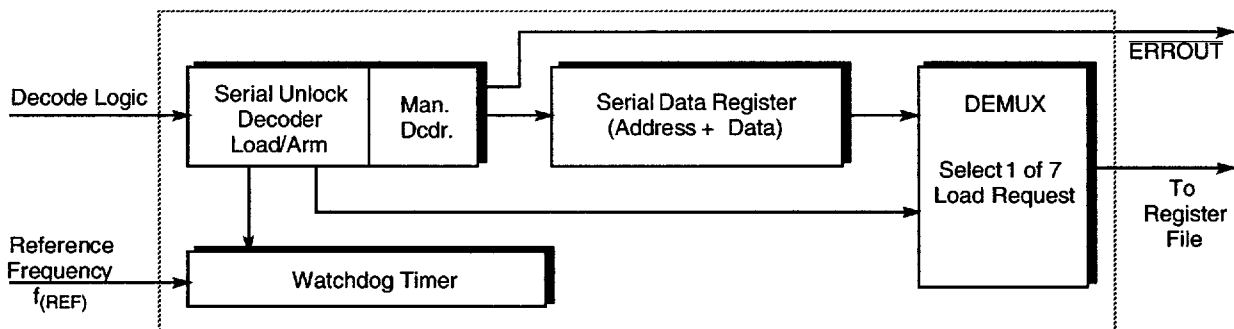 ERROUT
Decode Logic
Serial Unlock
Decoder
Load/Arm
Man.
Dcdr.
Serial Data Register
(Address + Data)
DEMUX
Select 1 of 7
Load Request
To
Register
File
Reference
Frequency
f(REF)
Watchdog Timer